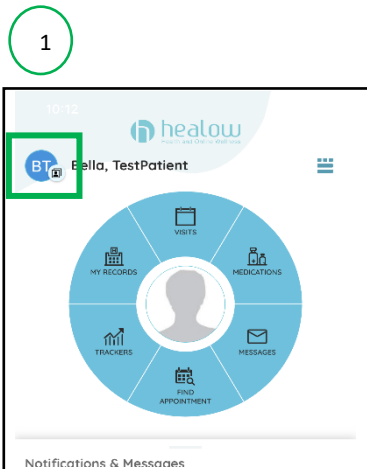 1
10:12
healow
Health and Online Wellness
BT
Bella, TestPatient
VISITS
MY RECORDS
MEDICATIONS
TRACKERS
MESSAGES
FIND
APPOINTMENT
Notifications & Messages